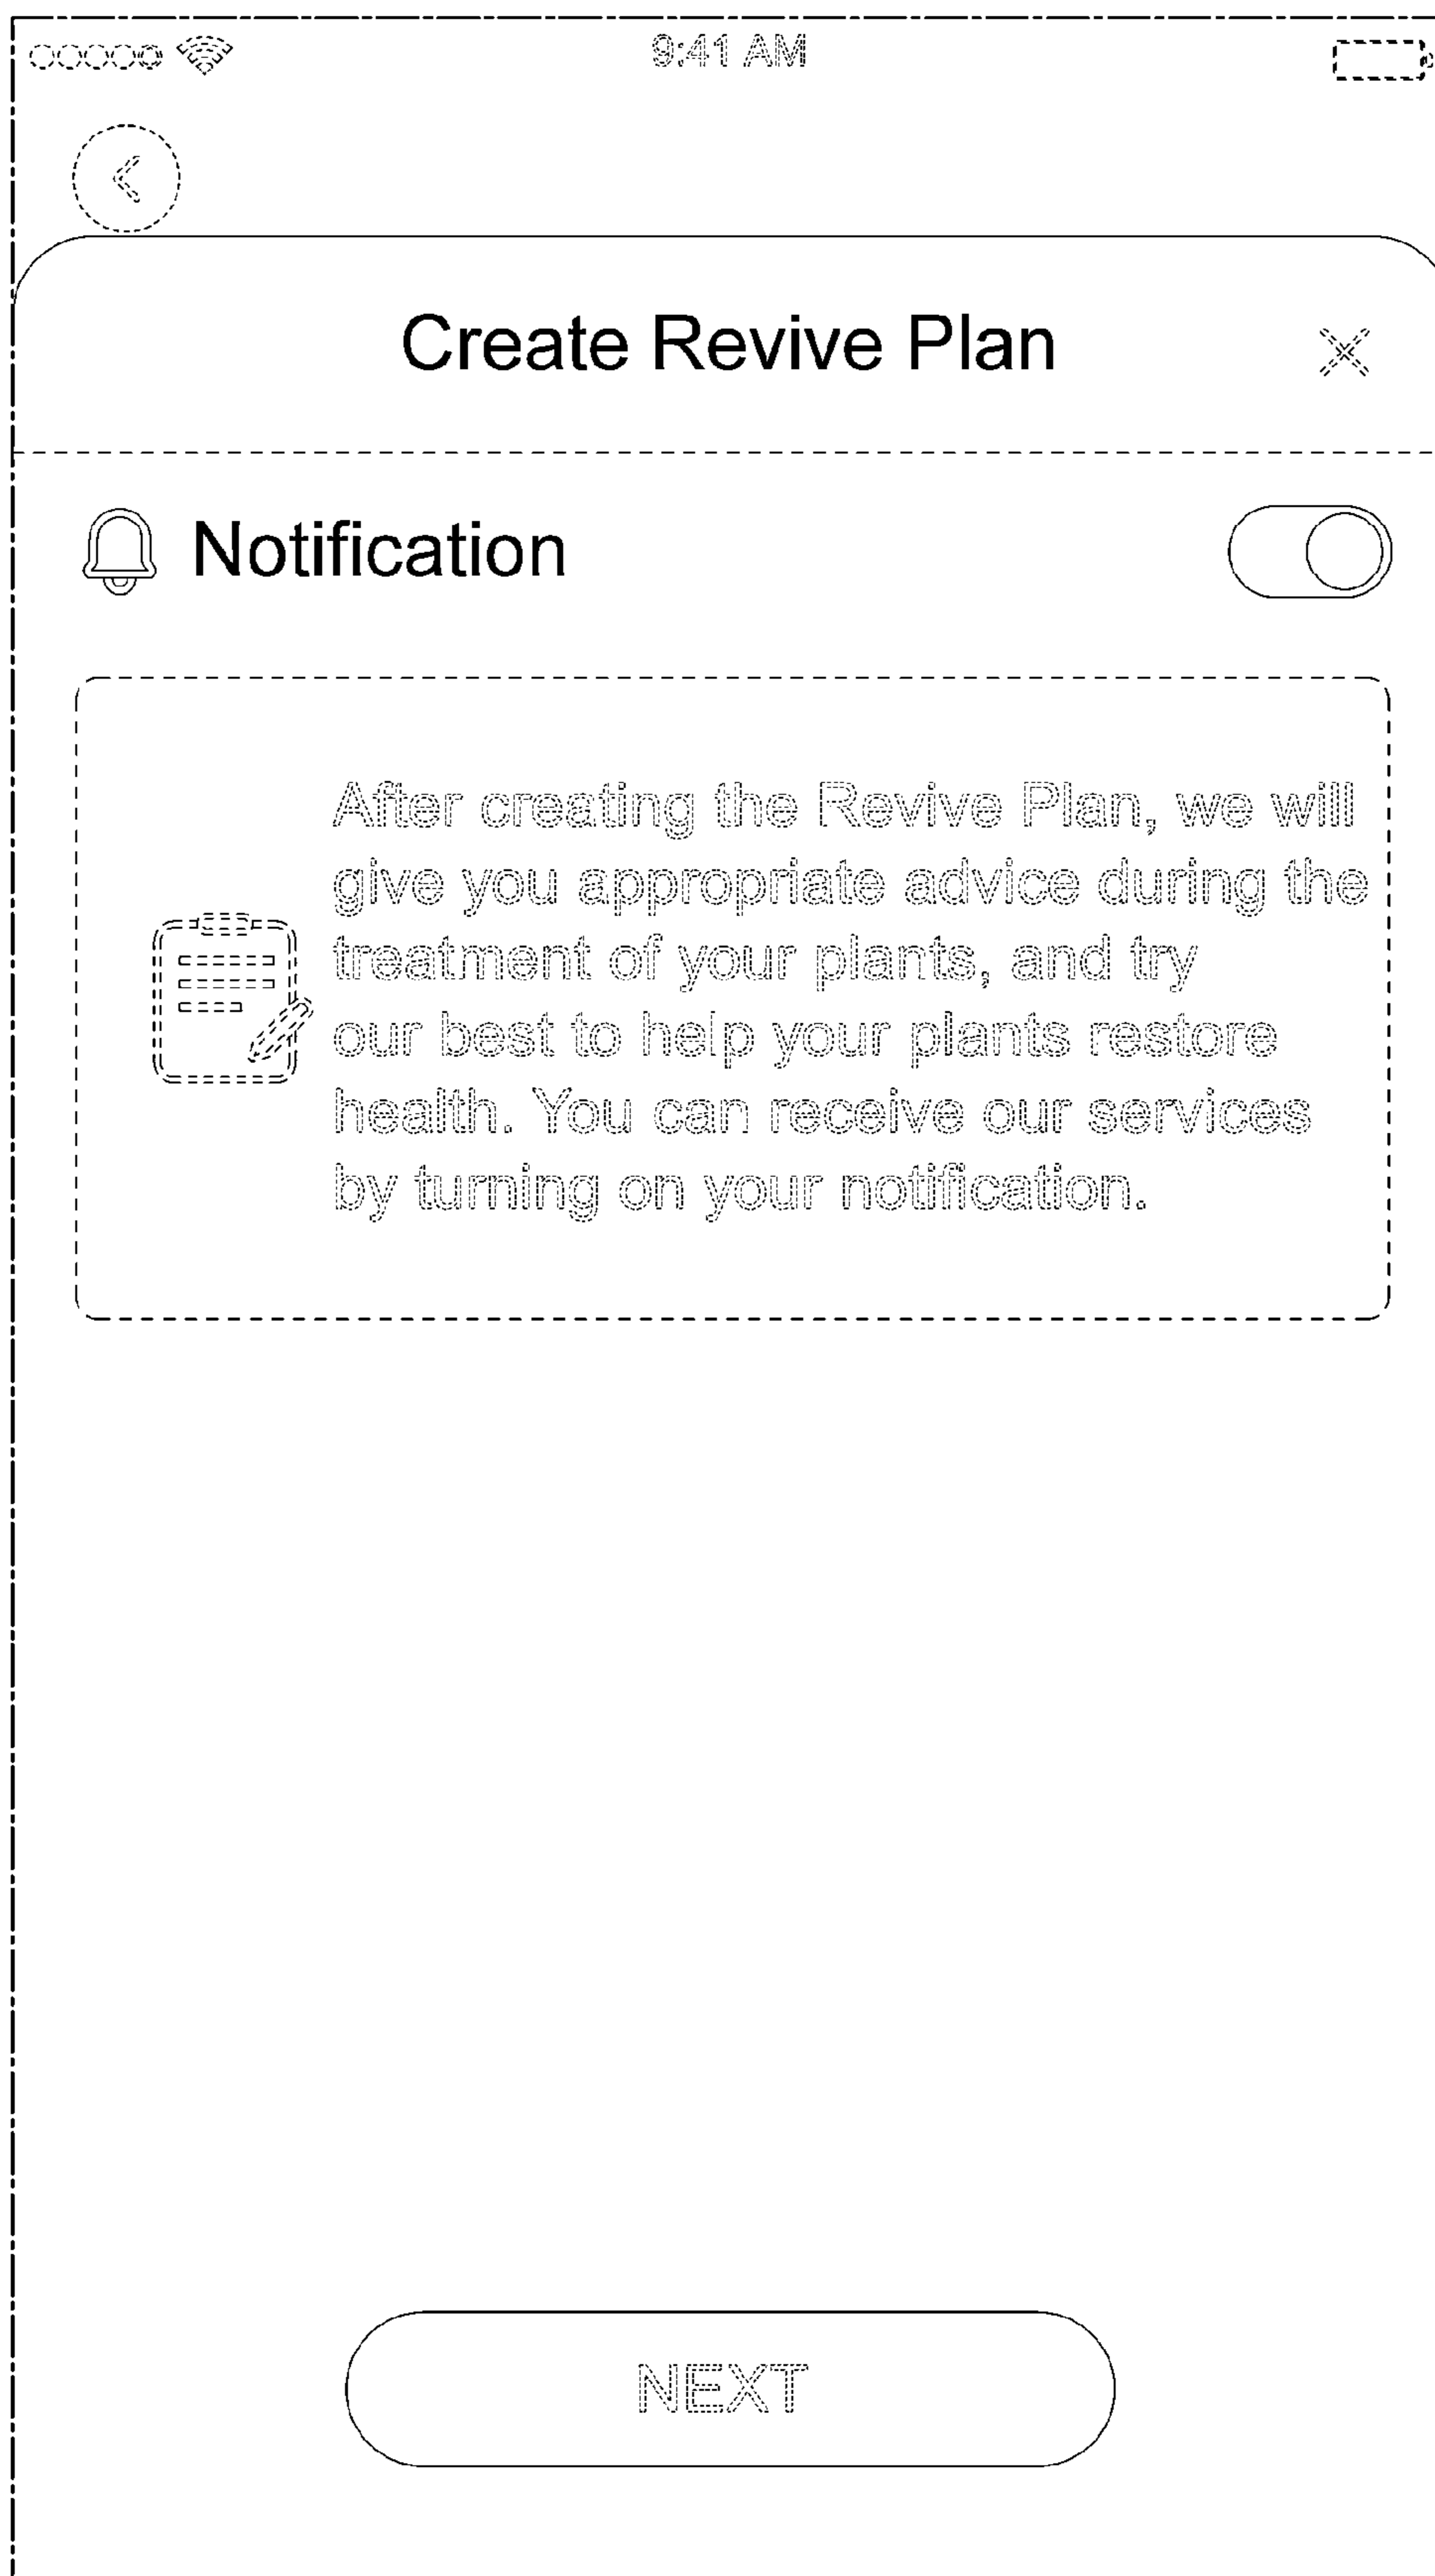 9:41 AM
Create Revive Plan
Notification
After creating the Revive Plan, we will
give you appropriate advice during the
treatment of your plants, and try
our best to help your plants restore
health. You can receive our services
by turning on your notification.
NEXT